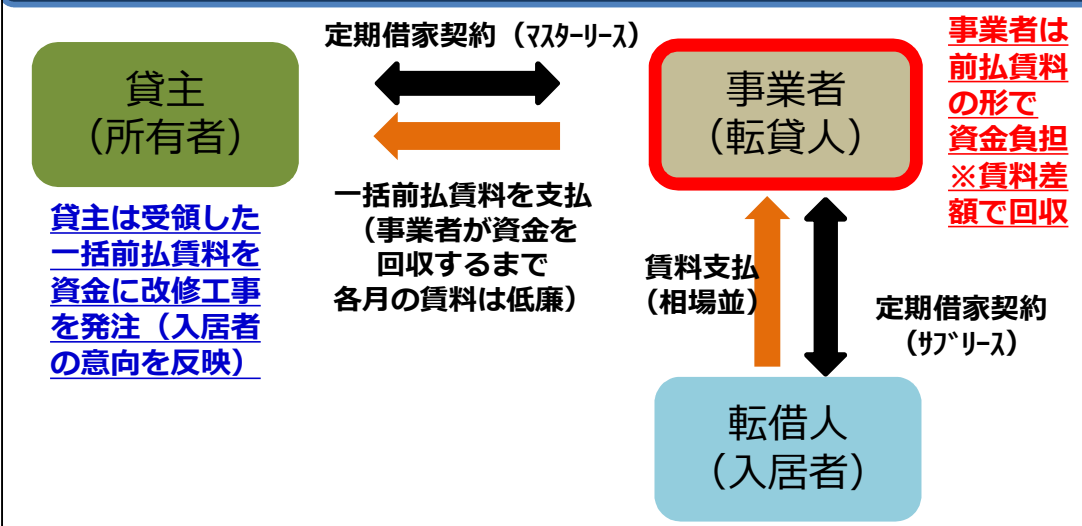 定期借家契約（ﾏｽﾀｰﾘｰｽ）
貸主
（所有者）
事業者
（転貸人）
事業者は
前払賃料
の形で
資金負担
※賃料差
額で回収
一括前払賃料を支払
（事業者が資金を
回収するまで
各月の賃料は低廉）
貸主は受領した
一括前払賃料を
資金に改修工事
を発注（入居者
の意向を反映）
賃料支払
（相場並）
定期借家契約
（ｻﾌﾞﾘｰｽ）
転借人
（入居者）